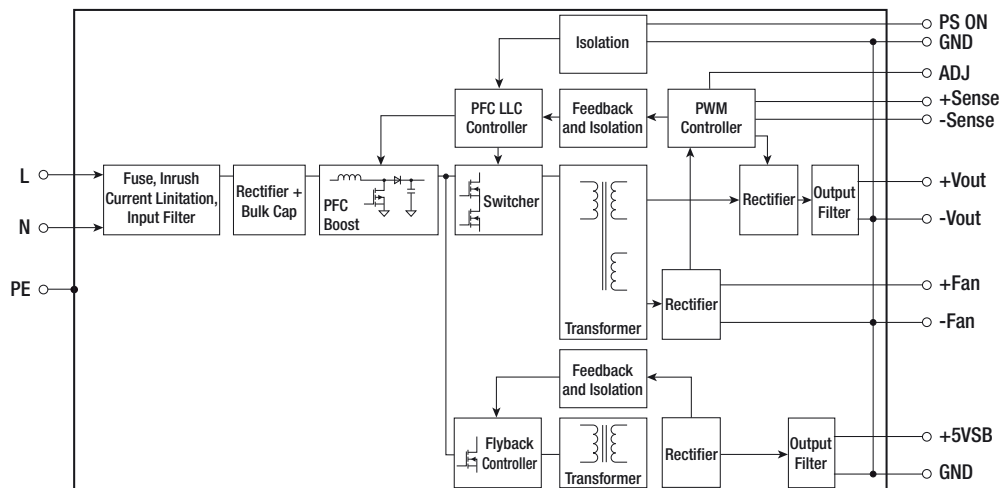 PS ON
Isolation
GND
ADJ
PFC LLC
Controller
Feedback
and Isolation
PWM
Controller
+Sense
-Sense
L
Fuse, Inrush
Current Linitation,
Input Filter
Rectifier +
Bulk Cap
PFC
Boost
Switcher
Rectifier
Output
Filter
+Vout
N
-Vout
PE
Transformer
Rectifier
+Fan
-Fan
Feedback
and Isolation
Flyback
Controller
Transformer
Rectifier
Output
Filter
+5VSB
GND